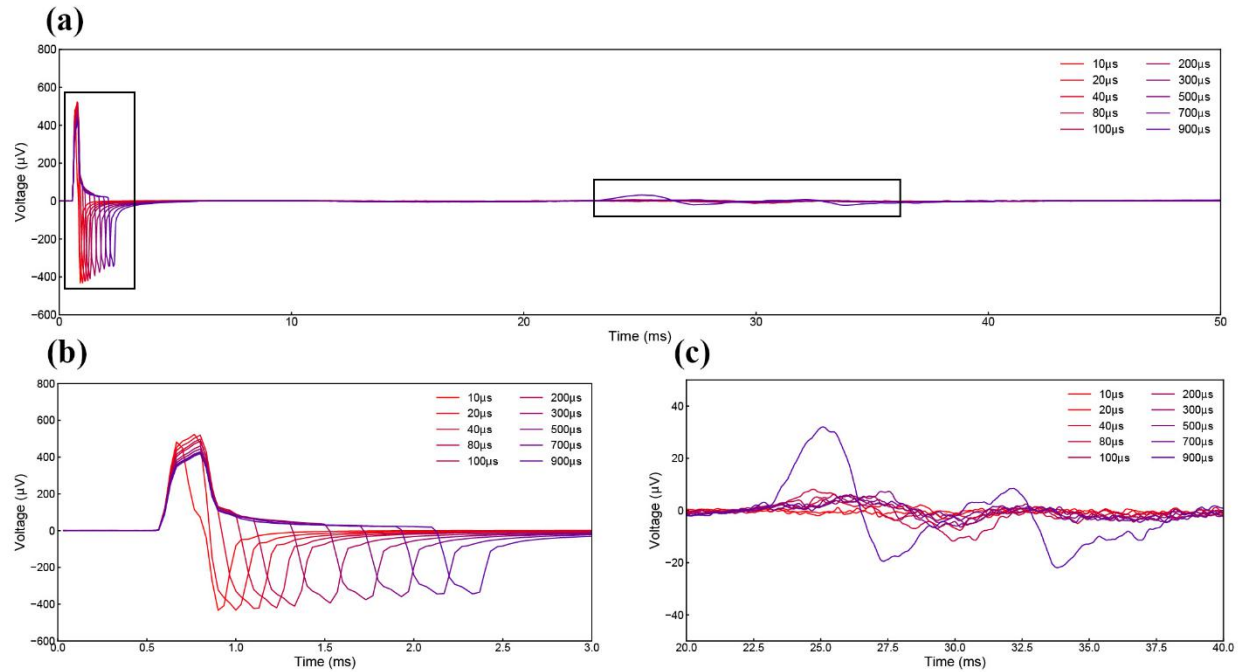 (a)
800
600
400
200
0
−200
−400
−600
Voltage (µV)
10µs 200µs
20µs 300µs
40µs 500µs
80µs 700µs
100µs 900µs
0 10 20 30 40 50
Time (ms)
(b)
800
600
400
200
0
−200
−400
−600
Voltage (µV)
10µs 200µs
20µs 300µs
40µs 500µs
80µs 700µs
100µs 900µs
0.0 0.5 1.0 1.5 2.0 2.5 3.0
Time (ms)
(c)
40
20
0
−20
−40
Voltage (µV)
10µs 200µs
20µs 300µs
40µs 500µs
80µs 700µs
100µs 900µs
20.0 22.5 25.0 27.5 30.0 32.5 35.0 37.5 40.0
Time (ms)